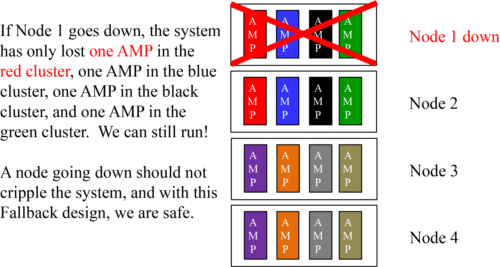 If Node 1 goes down, the system
has only lost one AMP in the
red cluster, one AMP in the blue
cluster, one AMP in the black
cluster, and one AMP in the
green cluster.  We can still run!
A node going down should not
cripple the system, and with this
Fallback design, we are safe.
AMP AMP AMP AMP
Node 1 down
AMP AMP AMP AMP
Node 2
AMP AMP AMP AMP
Node 3
AMP AMP AMP AMP
Node 4